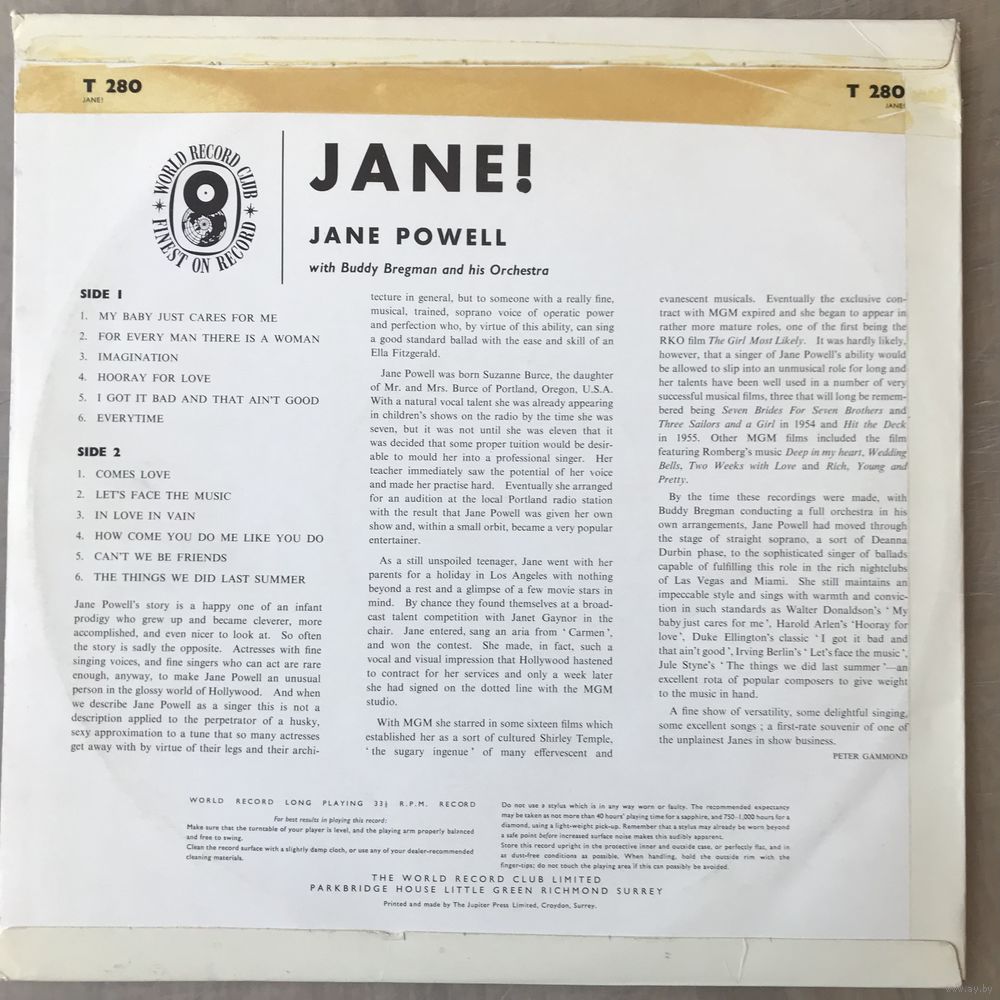 T 280
JANE!
T 280
JANE!
WORLD RECORD CLUB
FINEST ON RECORD
JANE!
JANE POWELL
with Buddy Bregman and his Orchestra
SIDE 1
1. MY BABY JUST CARES FOR ME
2. FOR EVERY MAN THERE IS A WOMAN
3. IMAGINATION
4. HOORAY FOR LOVE
5. I GOT IT BAD AND THAT AIN'T GOOD
6. EVERYTIME
SIDE 2
1. COMES LOVE
2. LET'S FACE THE MUSIC
3. IN LOVE IN VAIN
4. HOW COME YOU DO ME LIKE YOU DO
5. CAN'T WE BE FRIENDS
6. THE THINGS WE DID LAST SUMMER
Jane Powell's story is a happy one of an infant
prodigy who grew up and became cleverer, more
accomplished, and even nicer to look at. So often
the story is sadly the opposite. Actresses with fine
singing voices, and fine singers who can act are rare
enough, anyway, to make Jane Powell an unusual
person in the glossy world of Hollywood. And when
we describe Jane Powell as a singer this is not a
description applied to the perpetrator of a husky,
sexy approximation to a tune that so many actresses
get away with by virtue of their legs and their archi-
tecture in general, but to someone with a really fine,
musical, trained, soprano voice of operatic power
and perfection who, by virtue of this ability, can sing
a good standard ballad with the ease and skill of an
Ella Fitzgerald.
Jane Powell was born Suzanne Burce, the daughter
of Mr. and Mrs. Burce of Portland, Oregon, U.S.A.
With a natural vocal talent she was already appearing
in children's shows on the radio by the time she was
seven, but it was not until she was eleven that it
was decided that some proper tuition would be desir-
able to mould her into a professional singer. Her
teacher immediately saw the potential of her voice
and made her practise hard. Eventually she arranged
for an audition at the local Portland radio station
with the result that Jane Powell was given her own
show and, within a small orbit, became a very popular
entertainer.
As a still unspoiled teenager, Jane went with her
parents for a holiday in Los Angeles with nothing
beyond a rest and a glimpse of a few movie stars in
mind. By chance they found themselves at a broad-
cast talent competition with Janet Gaynor in the
chair. Jane entered, sang an aria from ‘ Carmen’,
and won the contest. She made, in fact, such a
vocal and visual impression that Hollywood hastened
to contract for her services and only a week later
she had signed on the dotted line with the MGM
studio.
With MGM she starred in some sixteen films which
established her as a sort of cultured Shirley Temple,
‘ the sugary ingenue’ of many effervescent and
evanescent musicals. Eventually the exclusive con-
tract with MGM expired and she began to appear in
rather more mature roles, one of the first being the
RKO film The Girl Most Likely. It was hardly likely,
however, that a singer of Jane Powell's ability would
be allowed to slip into an unmusical role for long and
her talents have been well used in a number of very
successful musical films, three that will long be remem-
bered being Seven Brides For Seven Brothers and
Three Sailors and a Girl in 1954 and Hit the Deck
in 1955. Other MGM films included the film
featuring Romberg's music Deep in my heart, Wedding
Bells, Two Weeks with Love and Rich, Young and
Pretty.
By the time these recordings were made, with
Buddy Bregman conducting a full orchestra in his
own arrangements, Jane Powell had moved through
the stage of straight soprano, a sort of Deanna
Durbin phase, to the sophisticated singer of ballads
capable of fulfilling this role in the rich nightclubs
of Las Vegas and Miami. She still maintains an
impeccable style and sings with warmth and convic-
tion in such standards as Walter Donaldson's ‘ My
baby just cares for me ’, Harold Arlen's ‘Hooray for
love ’, Duke Ellington's classic ‘ I got it bad and
that ain't good ’, Irving Berlin's ‘ Let's face the music ’,
Jule Styne's ‘ The things we did last summer ’—an
excellent rota of popular composers to give weight
to the music in hand.
A fine show of versatility, some delightful singing,
some excellent songs ; a first-rate souvenir of one of
the unplainest Janes in show business.
PETER GAMMOND
WORLD RECORD LONG PLAYING 33⅓ R.P.M. RECORD
For best results in playing this record:
Make sure that the turntable of your player is level, and the playing arm properly balanced
and free to swing.
Clean the record surface with a slightly damp cloth, or use any of your dealer-recommended
cleaning materials.
Do not use a stylus which is in any way worn or faulty. The recommended expectancy
may be taken as not more than 40 hours' playing time for a sapphire, and 750–1,000 hours for a
diamond, using a light-weight pick-up. Remember that a stylus may already be worn beyond
a safe point before increased surface noise makes this audibly apparent.
Store this record upright in the protective inner and outside case, or perfectly flat, and in
as dust-free conditions as possible. When handling, hold the outside rim with the
finger-tips; do not touch the playing area if this can possibly be avoided.
THE WORLD RECORD CLUB LIMITED
PARKBRIDGE HOUSE LITTLE GREEN RICHMOND SURREY
Printed and made by The Jupiter Press Limited, Croydon, Surrey.
www.ay.by